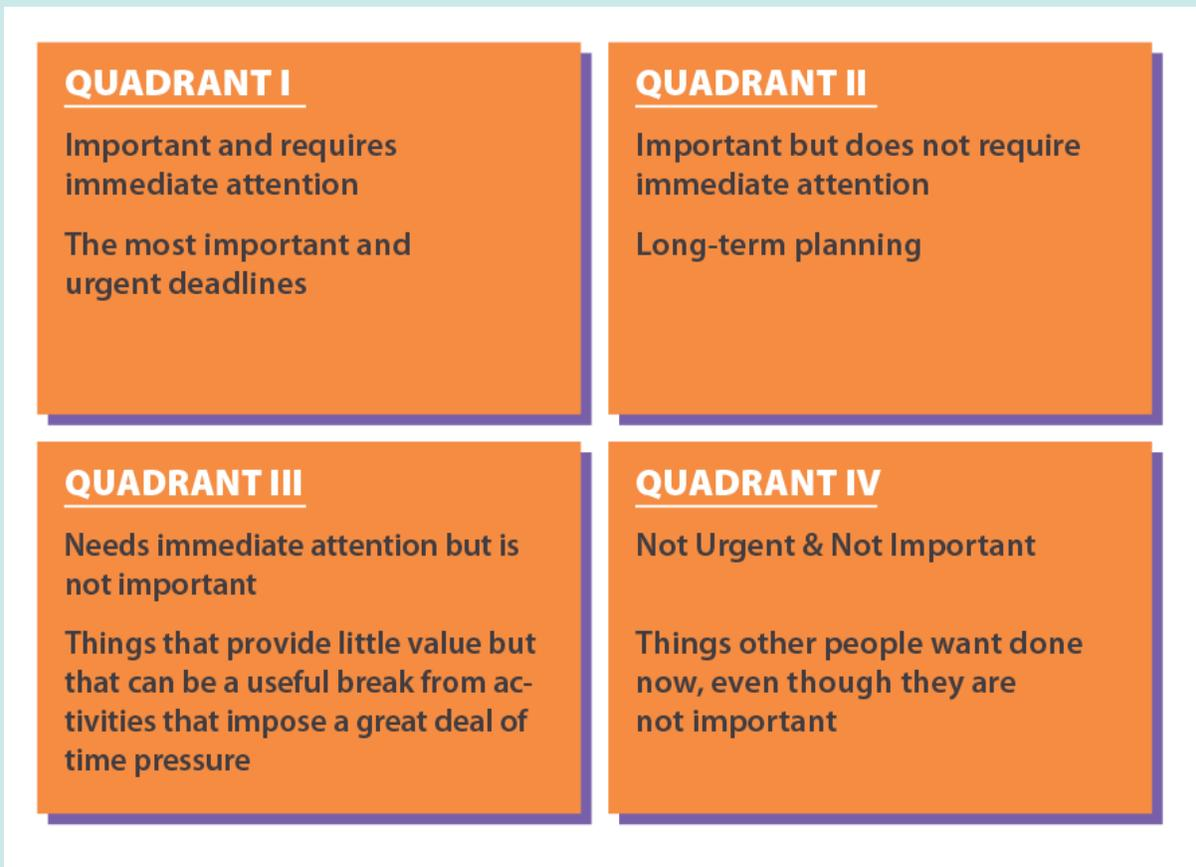 QUADRANT I
Important and requires
immediate attention
The most important and
urgent deadlines
QUADRANT II
Important but does not require
immediate attention
Long-term planning
QUADRANT III
Needs immediate attention but is
not important
Things that provide little value but
that can be a useful break from ac-
tivities that impose a great deal of
time pressure
QUADRANT IV
Not Urgent & Not Important
Things other people want done
now, even though they are
not important